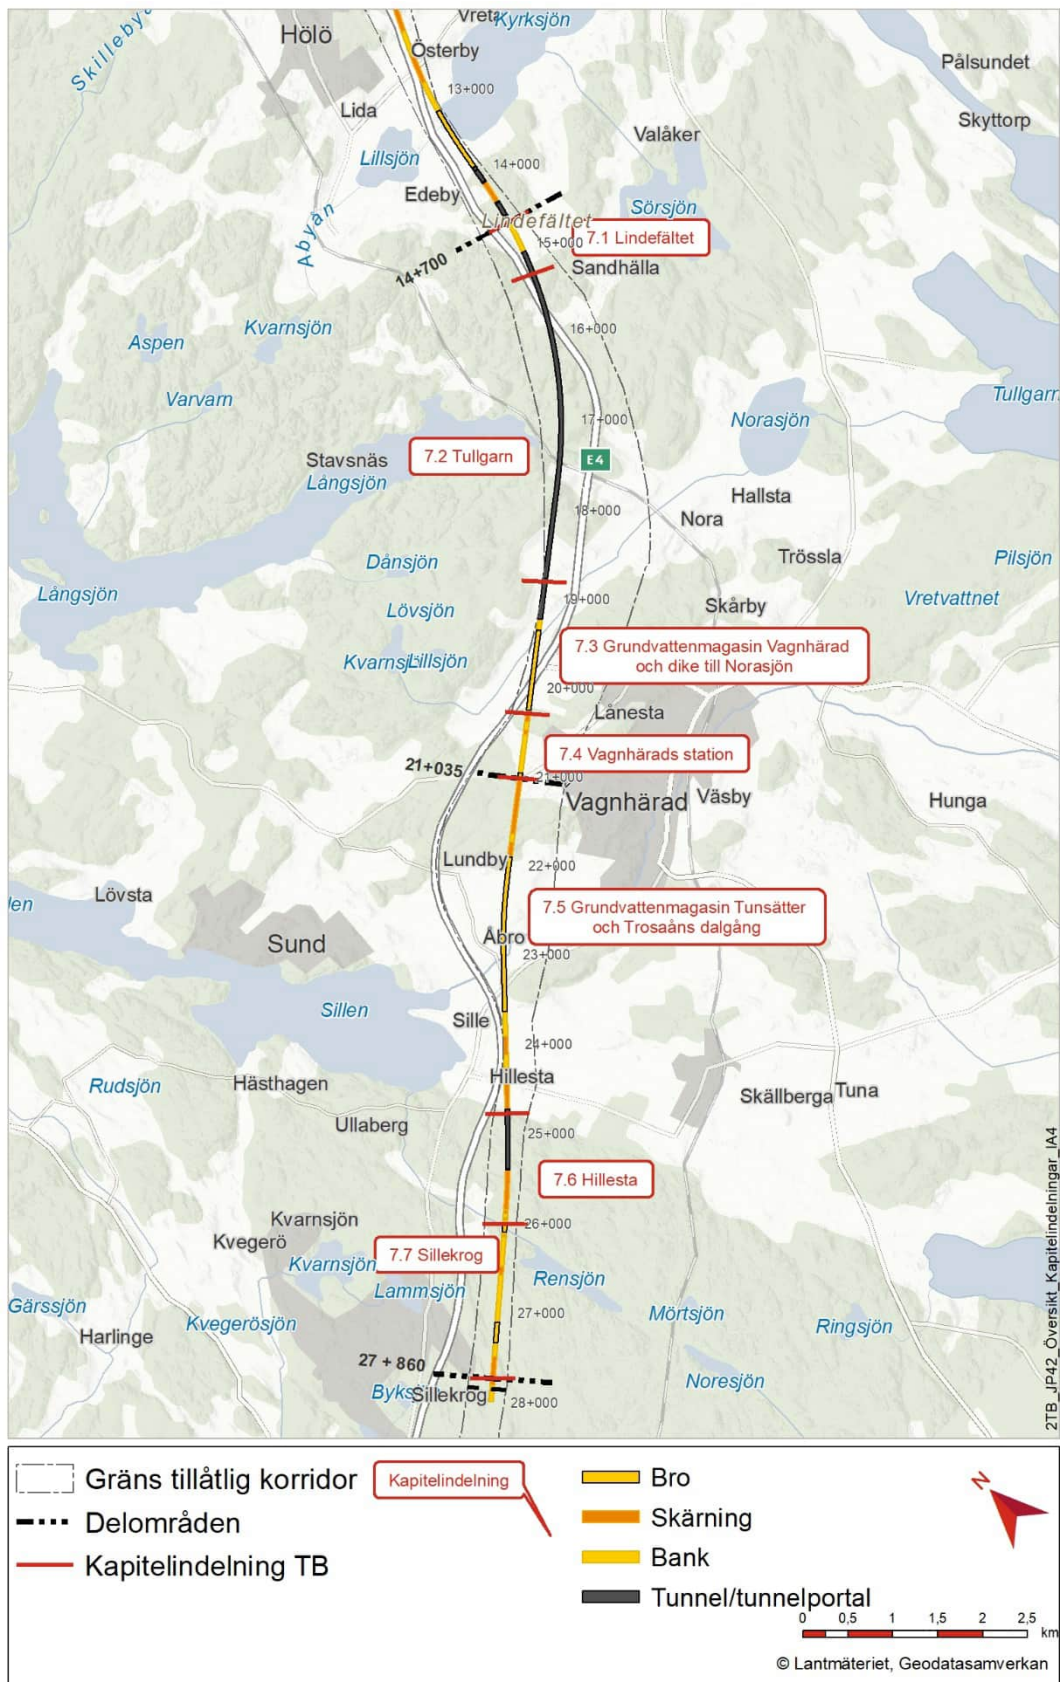 Vreta
Kyrksjön
Hölö
Österby
Skilleby
Pålsundet
13+000
Lida
Skyttorp
Valåker
Lillsjön
14+000
Edeby
Sörsjön
Åbyån
Lindefältet
7.1 Lindefältet
15+000
14+700
Sandhälla
Kvarnsjön
16+000
Aspen
Varvarn
Tullgarn
17+000
Norasjön
7.2 Tullgarn
E4
Stavsnäs
Långsjön
Hallsta
18+000
Nora
Trössla
Dånsjön
Pilsjön
Långsjön
19+000
Vretvattnet
Lövsjön
Skårby
7.3 Grundvattenmagasin Vagnhärad
och dike till Norasjön
Kvarnsjö
Lillsjön
20+000
Lånesta
7.4 Vagnhärads station
21+035
21+000
Vagnhärad
Väsby
Hunga
Lundby
22+000
Lövsta
len
7.5 Grundvattenmagasin Tunsätter
och Trosaåns dalgång
Sund
Åbro
23+000
Sillen
Sille
24+000
Rudsjön
Hästhagen
Hillesta
Skällberga
Tuna
Ullaberg
25+000
7.6 Hillesta
Kvarnsjön
26+000
Kvegerö
7.7 Sillekrog
Kvarnsjön
Lammsjön
Rensjön
Gärssjön
Harlinge
Kvegerösjön
27+000
Mörtsjön
Ringsjön
27 + 860
Noresjön
Byksj
Sillekrog
28+000
2TB_JP42_Översikt_Kapitelindelningar_IA4
Gräns tillåtlig korridor
Kapitelindelning
Delområden
Kapitelindelning TB
Bro
Skärning
Bank
Tunnel/tunnelportal
N
0 0,5 1 1,5 2 2,5
km
© Lantmäteriet, Geodatasamverkan